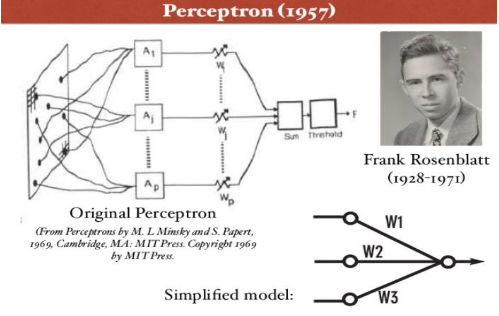 Perceptron (1957)
A1
Wi
Aj
Wj
Ap
Wp
Sum
Threshold
F
Original Perceptron
(From Perceptrons by M. L Minsky and S. Papert,
1969, Cambridge, MA: MIT Press. Copyright 1969
by MIT Press.
Frank Rosenblatt
(1928-1971)
Simplified model:
W1
W2
W3